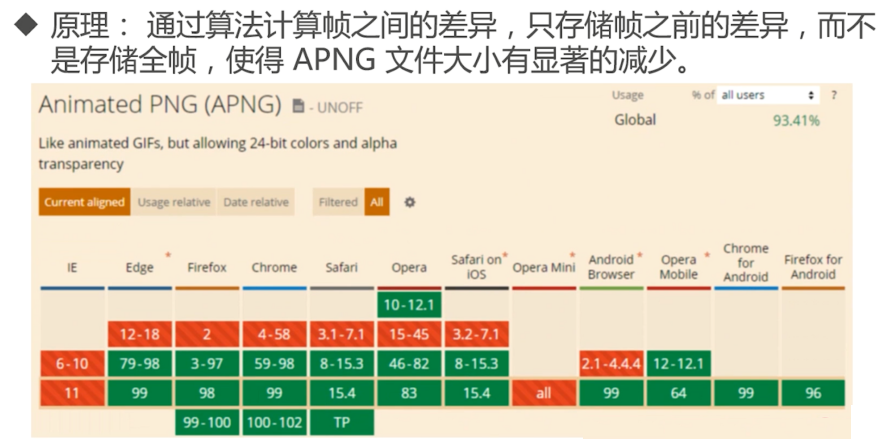 ◆ 原理： 通过算法计算帧之间的差异，只存储帧之前的差异，而不
是存储全帧，使得 APNG 文件大小有显著的减少。
Animated PNG (APNG) - UNOFF
Usage % of all users ?
Global 93.41%
Like animated GIFs, but allowing 24-bit colors and alpha
transparency
Current aligned Usage relative Date relative Filtered All
IE Edge * Firefox Chrome Safari Opera Safari on iOS * Opera Mini * Android Browser * Opera Mobile * Chrome for Android Firefox for Android
10-12.1
12-18 2 4-58 3.1-7.1 15-45 3.2-7.1
6-10 79-98 3-97 59-98 8-15.3 46-82 8-15.3 2.1-4.4.4 12-12.1
11 99 98 99 15.4 83 15.4 all 99 64 99 96
99-100 100-102 TP